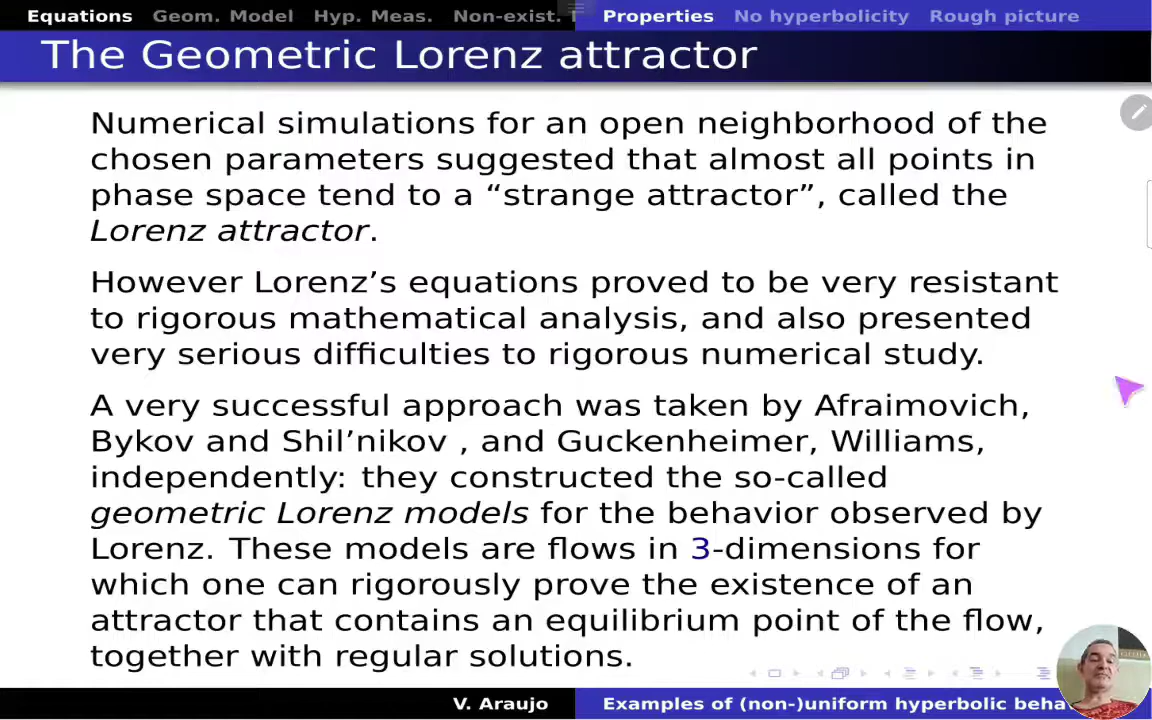 Equations Geom. Model Hyp. Meas. Non-exist. Properties No hyperbolicity Rough picture
The Geometric Lorenz attractor
Numerical simulations for an open neighborhood of the
chosen parameters suggested that almost all points in
phase space tend to a “strange attractor”, called the
Lorenz attractor.
However Lorenz’s equations proved to be very resistant
to rigorous mathematical analysis, and also presented
very serious difficulties to rigorous numerical study.
A very successful approach was taken by Afraimovich,
Bykov and Shil’nikov , and Guckenheimer, Williams,
independently: they constructed the so-called
geometric Lorenz models for the behavior observed by
Lorenz. These models are flows in 3-dimensions for
which one can rigorously prove the existence of an
attractor that contains an equilibrium point of the flow,
together with regular solutions.
V. Araujo Examples of (non-)uniform hyperbolic